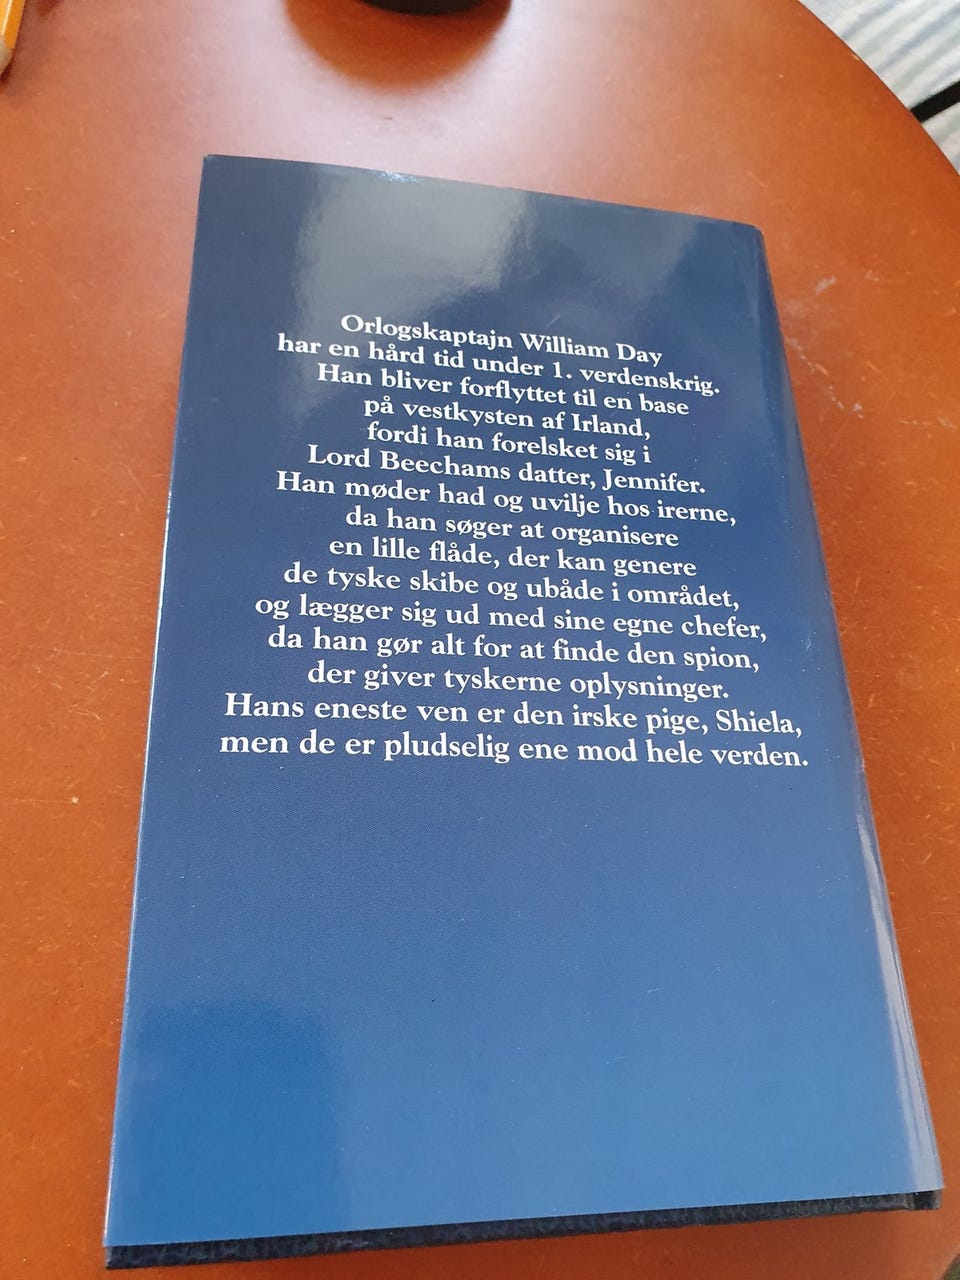 Orlogskaptajn William Day
har en hård tid under 1. verdenskrig.
Han bliver forflyttet til en base
på vestkysten af Irland,
fordi han forelsket sig i
Lord Beechams datter, Jennifer.
Han møder had og uvilje hos irerne,
da han søger at organisere
en lille flåde, der kan genere
de tyske skibe og ubåde i området,
og lægger sig ud med sine egne chefer,
da han gør alt for at finde den spion,
der giver tyskerne oplysninger.
Hans eneste ven er den irske pige, Shiela,
men de er pludselig ene mod hele verden.